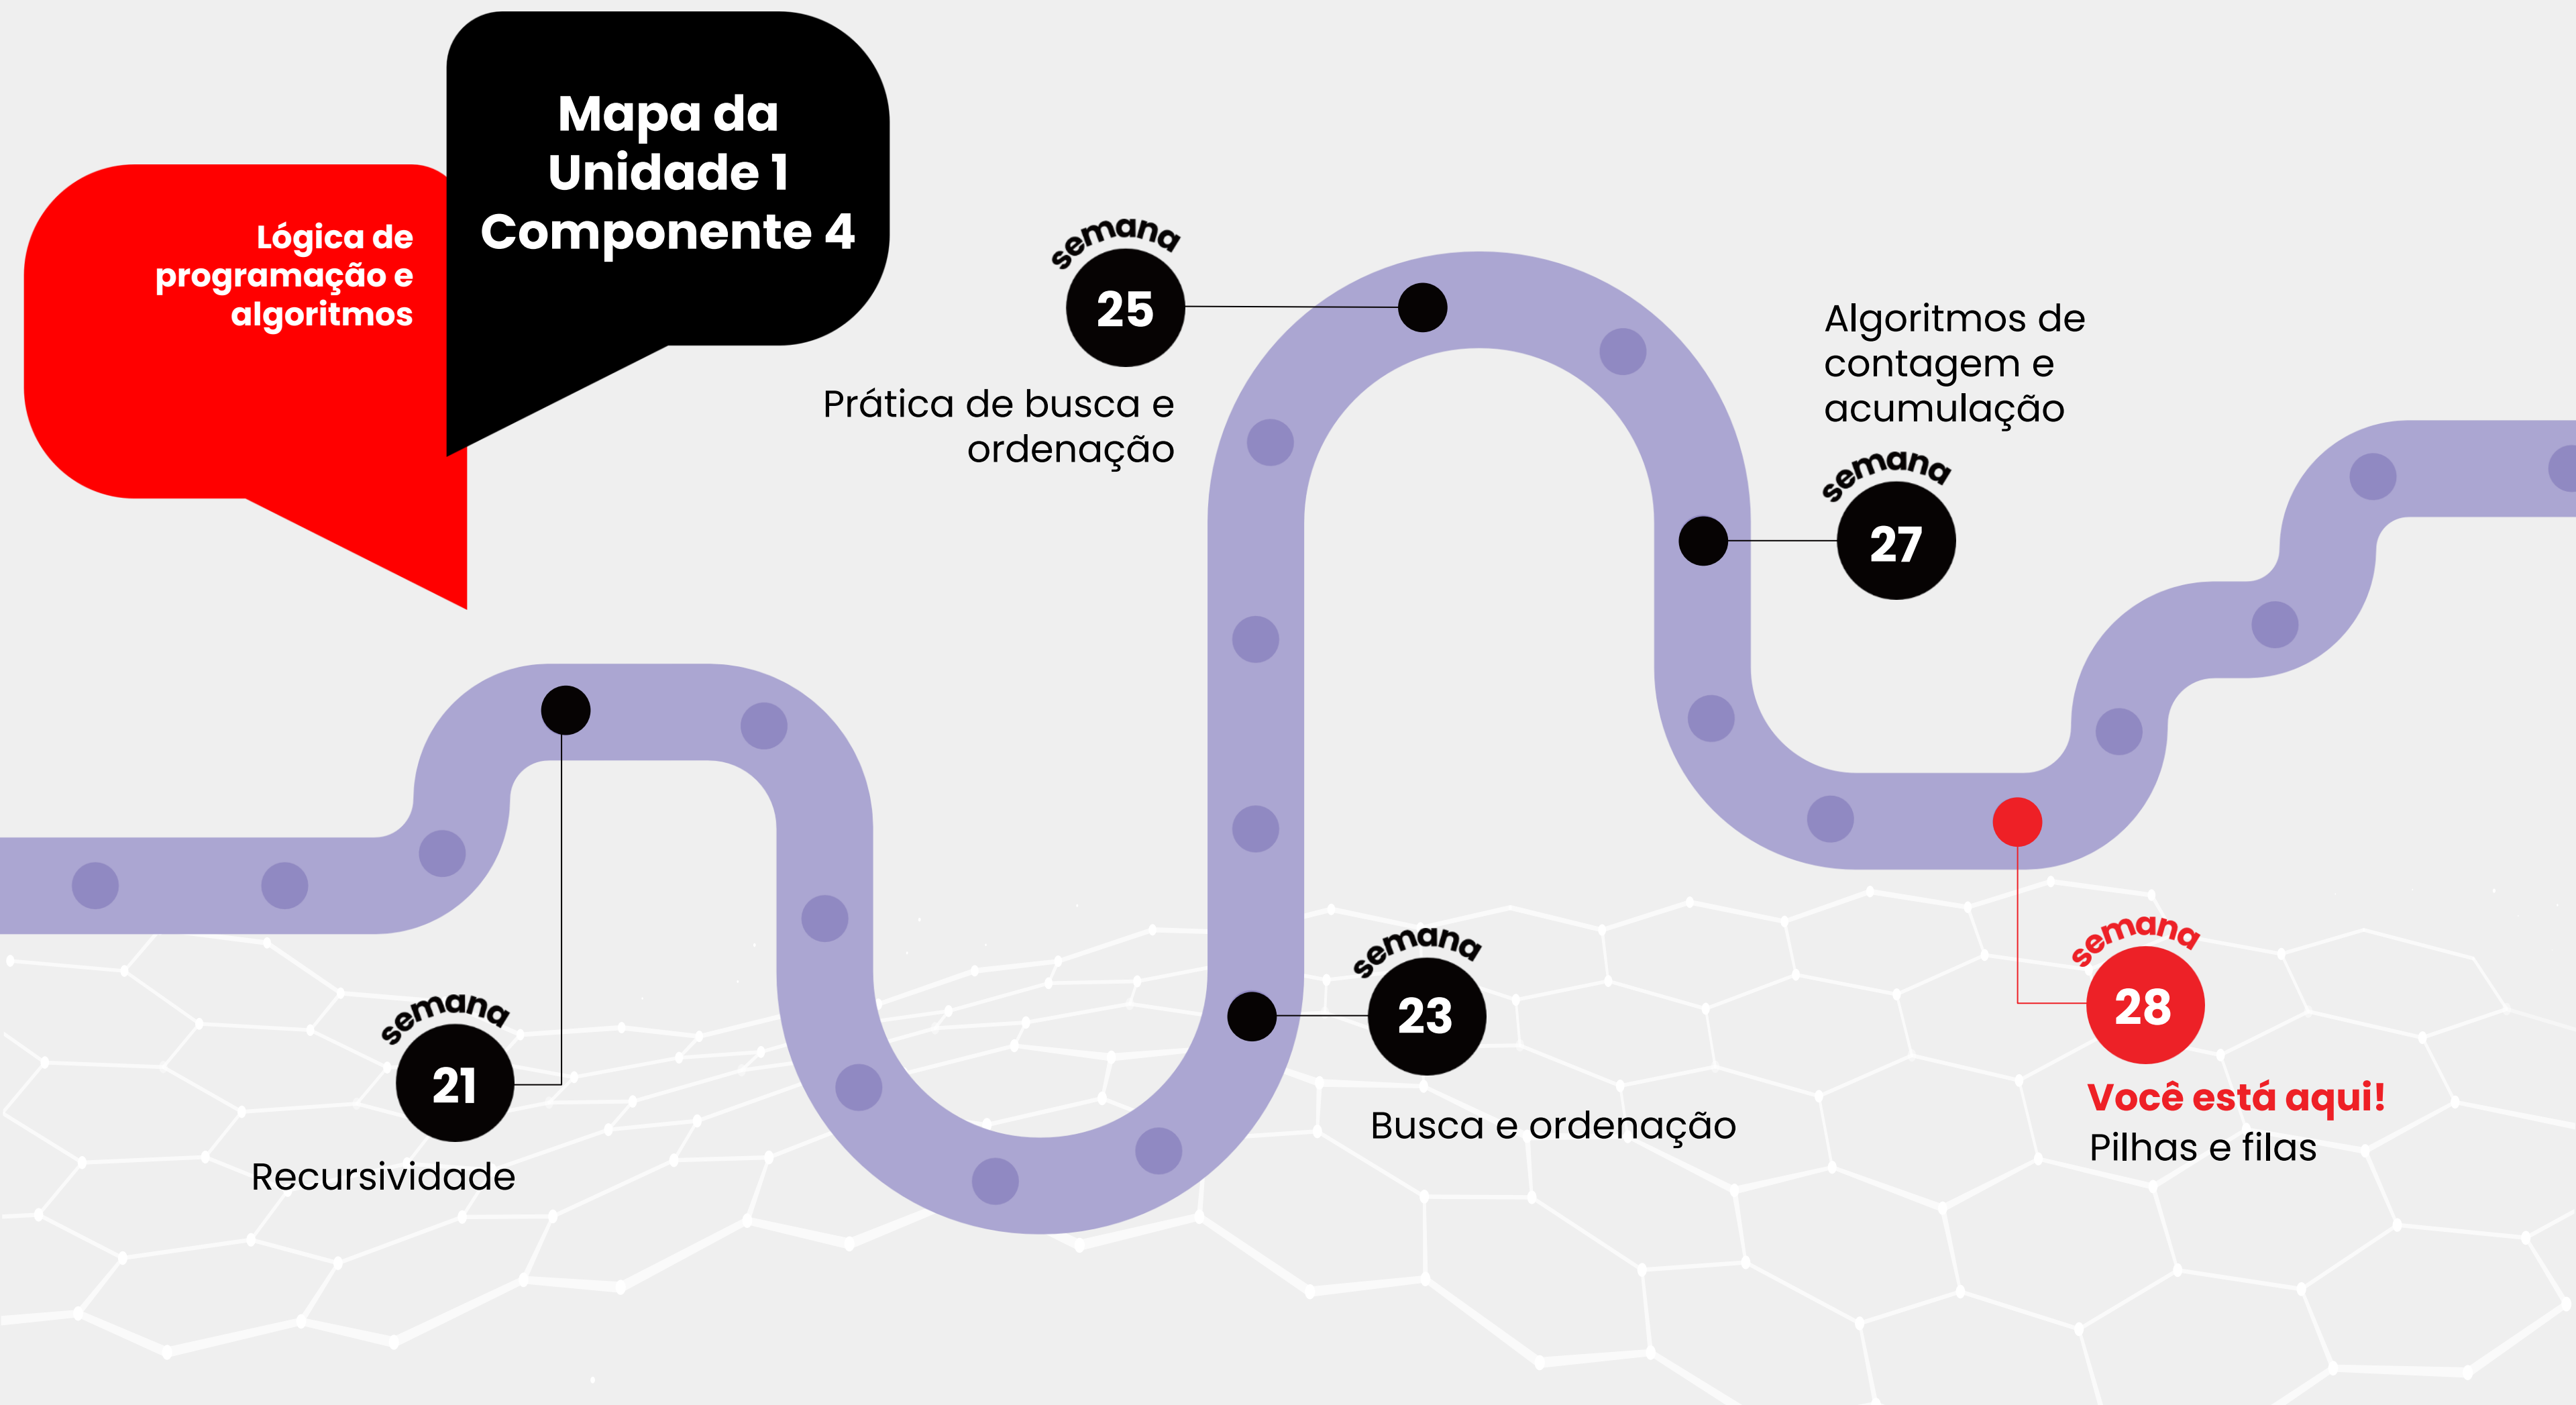 Mapa da
Unidade 1
Componente 4
Lógica de
programação e
algoritmos
semana
25
Prática de busca e
ordenação
Algoritmos de
contagem e
acumulação
semana
27
semana
21
Recursividade
semana
23
Busca e ordenação
semana
28
Você está aqui!
Pilhas e filas